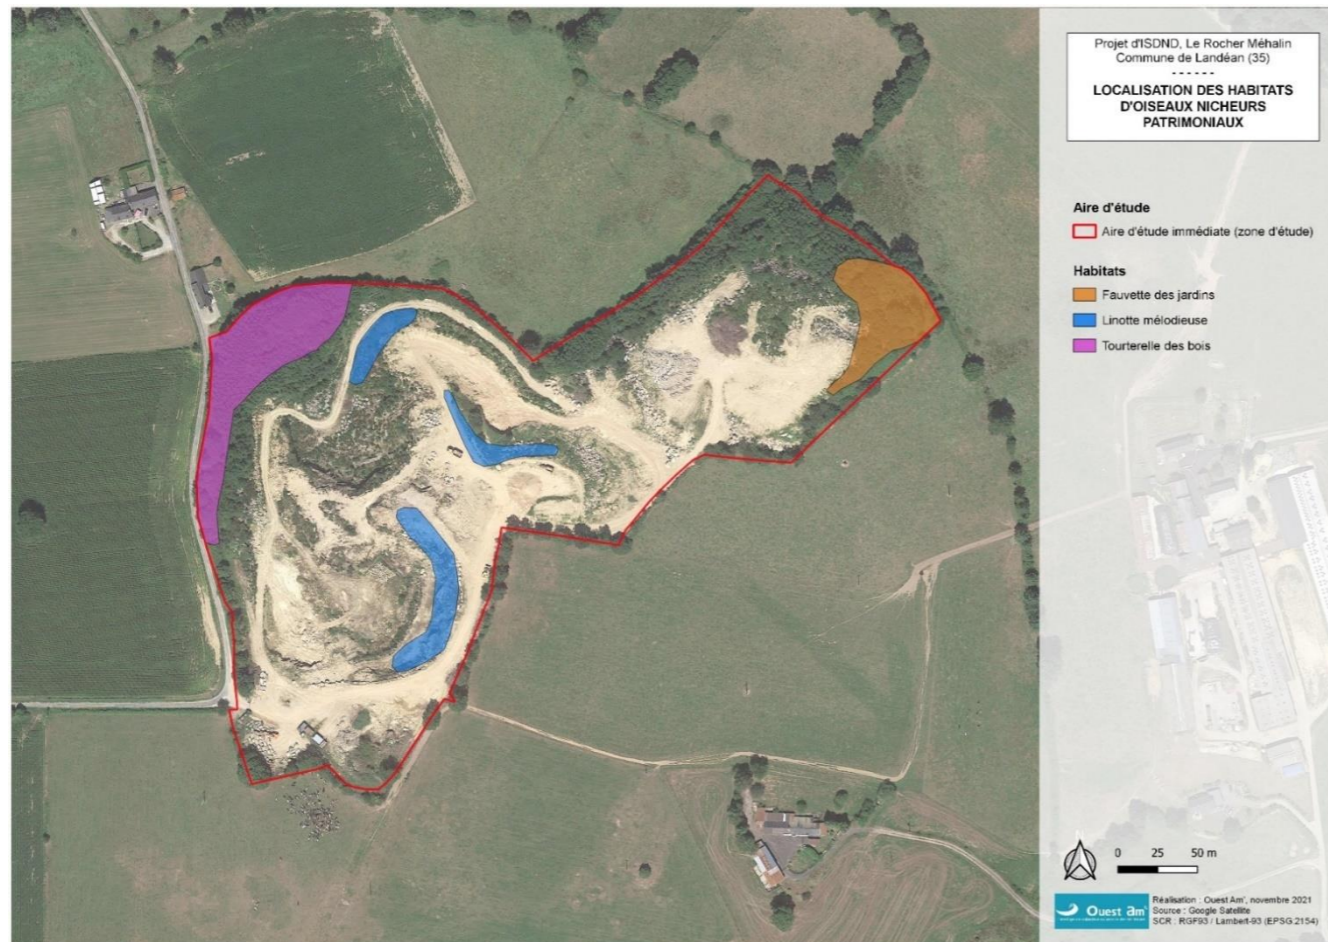 Projet d'ISDND, Le Rocher Méhalin
Commune de Landéan (35)
- - - - - -
LOCALISATION DES HABITATS
D'OISEAUX NICHEURS
PATRIMONIAUX
Aire d'étude
Aire d'étude immédiate (zone d'étude)
Habitats
Fauvette des jardins
Linotte mélodieuse
Tourterelle des bois
0 25 50 m
Ouest am'
Réalisation : Ouest Am', novembre 2021
Source : Google Satellite
SCR : RGF93 / Lambert-93 (EPSG:2154)